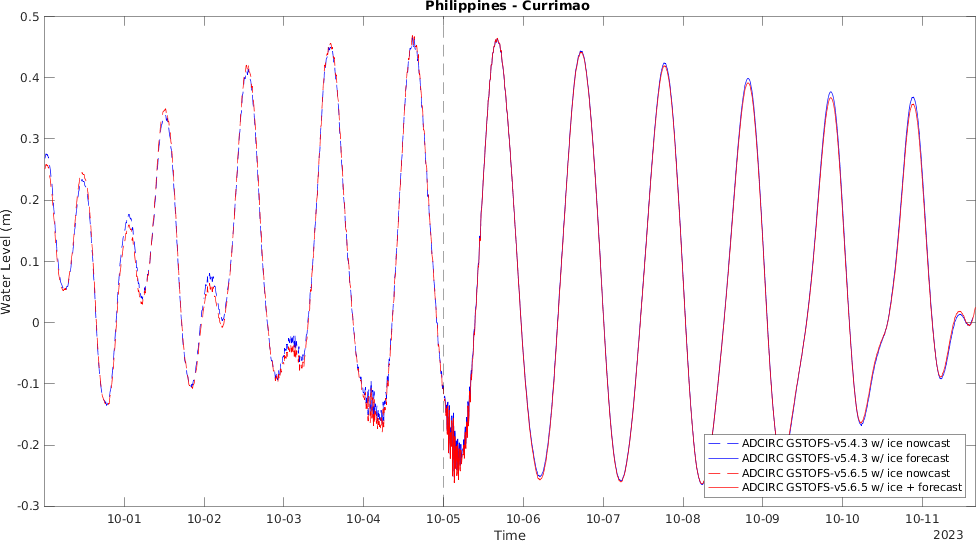 Philippines - Currimao
0.5
0.4
0.3
0.2
0.1
0
-0.1
-0.2
-0.3
Water Level (m)
ADCIRC GSTOFS-v5.4.3 w/ ice nowcast
ADCIRC GSTOFS-v5.4.3 w/ ice forecast
ADCIRC GSTOFS-v5.6.5 w/ ice nowcast
ADCIRC GSTOFS-v5.6.5 w/ ice + forecast
10-01 10-02 10-03 10-04 10-05 10-06 10-07 10-08 10-09 10-10 10-11
Time
2023